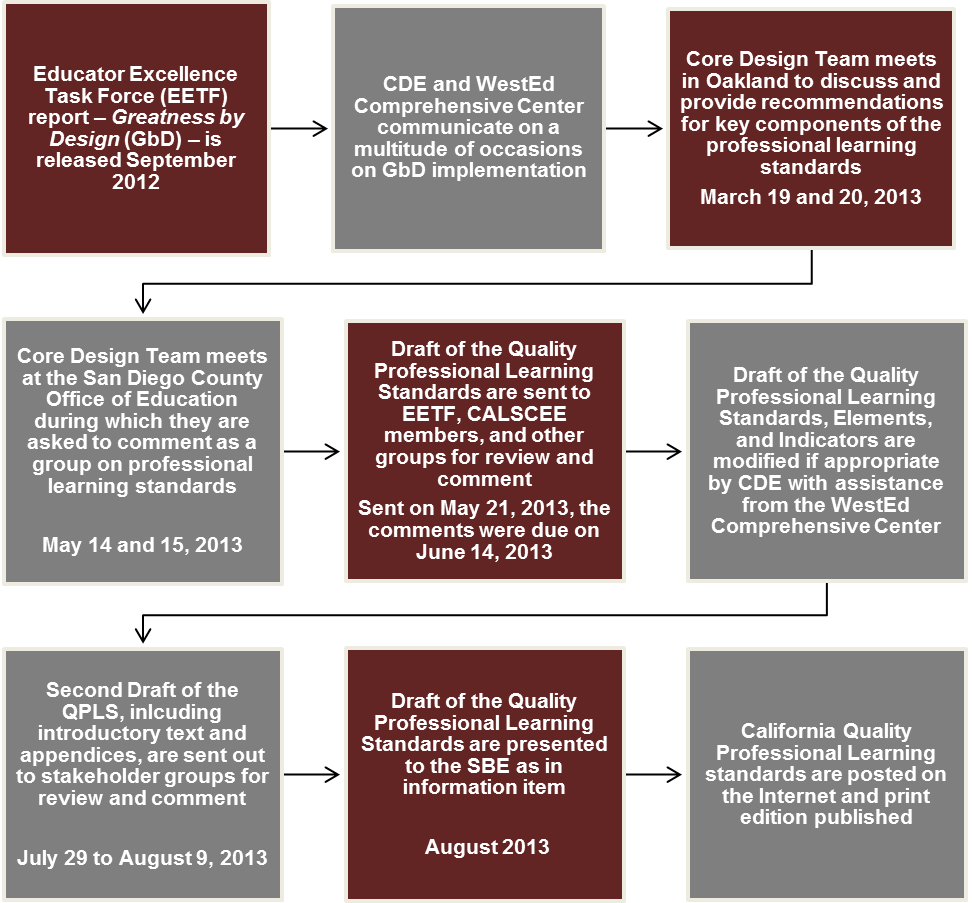 Educator Excellence
Task Force (EETF)
report – Greatness by
Design (GbD) – is
released September
2012
CDE and WestEd
Comprehensive Center
communicate on a
multitude of occasions
on GbD implementation
Core Design Team meets
in Oakland to discuss and
provide recommendations
for key components of the
professional learning
standards
March 19 and 20, 2013
Core Design Team meets
at the San Diego County
Office of Education
during which they are
asked to comment as a
group on professional
learning standards
May 14 and 15, 2013
Draft of the Quality
Professional Learning
Standards are sent to
EETF, CALSCEE
members, and other
groups for review and
comment
Sent on May 21, 2013, the
comments were due on
June 14, 2013
Draft of the Quality
Professional Learning
Standards, Elements,
and Indicators are
modified if appropriate
by CDE with assistance
from the WestEd
Comprehensive Center
Second Draft of the
QPLS, inlcuding
introductory text and
appendices, are sent out
to stakeholder groups for
review and comment
July 29 to August 9, 2013
Draft of the Quality
Professional Learning
Standards are presented
to the SBE as in
information item
August 2013
California Quality
Professional Learning
standards are posted on
the Internet and print
edition published